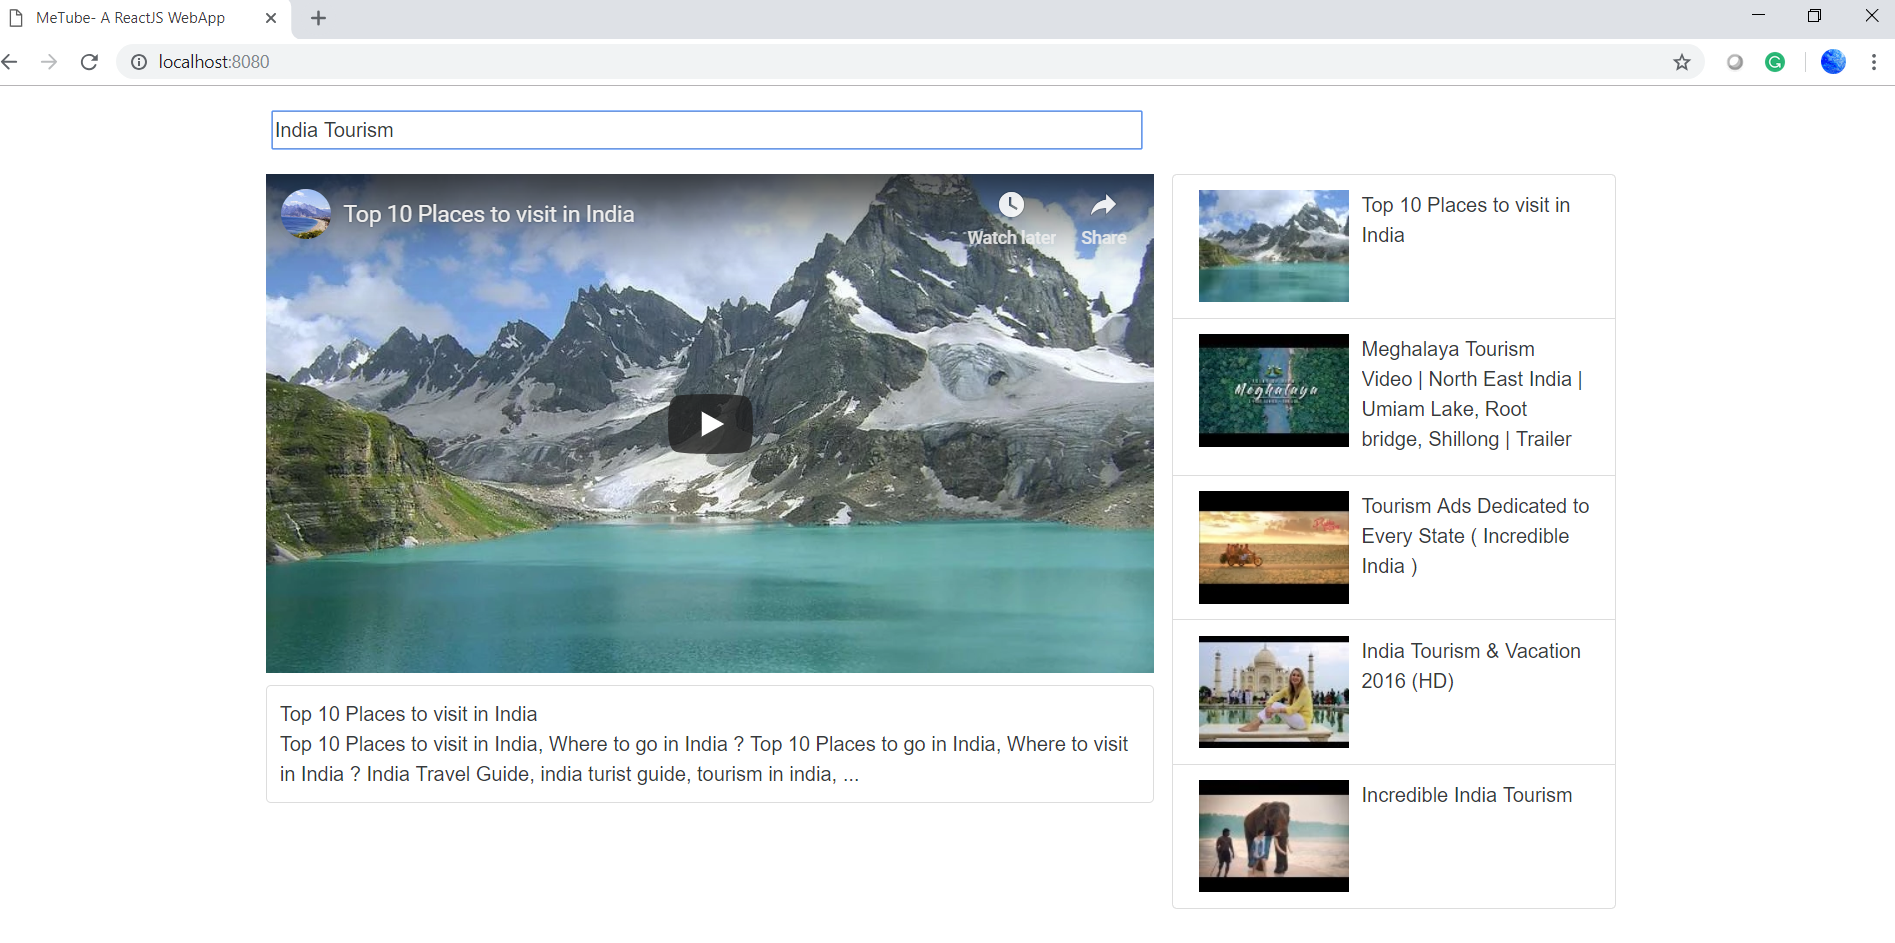 MeTube- A ReactJS WebApp
localhost:8080
India Tourism
Top 10 Places to visit in India
Watch later
Share
Top 10 Places to visit in India
Top 10 Places to visit in India, Where to go in India ? Top 10 Places to go in India, Where to visit
in India ? India Travel Guide, india turist guide, tourism in india, ...
Top 10 Places to visit in
India
Meghalaya
Meghalaya Tourism
Video | North East India |
Umiam Lake, Root
bridge, Shillong | Trailer
Tourism Ads Dedicated to
Every State ( Incredible
India )
India Tourism & Vacation
2016 (HD)
Incredible India Tourism